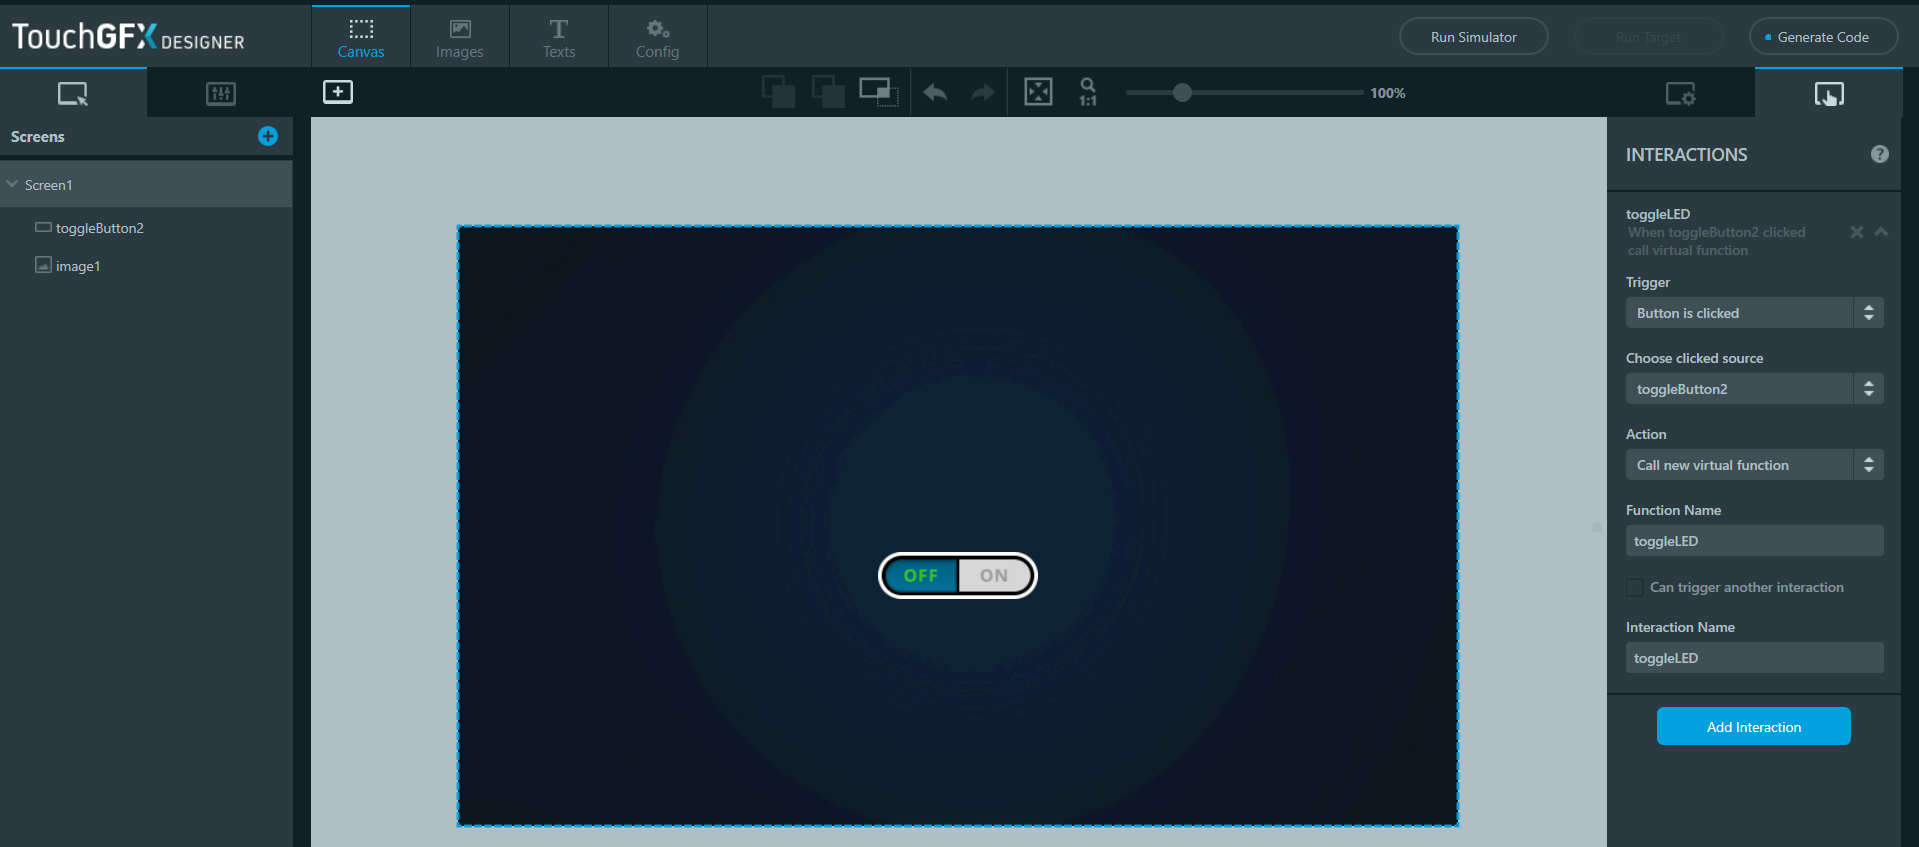 TouchGFX DESIGNER
Canvas
Images
Texts
Config
Run Simulator
Run Target
Generate Code
1:1
100%
Screens
Screen1
toggleButton2
image1
OFF
ON
INTERACTIONS
?
toggleLED
When toggleButton2 clicked
call virtual function
Trigger
Button is clicked
Choose clicked source
toggleButton2
Action
Call new virtual function
Function Name
toggleLED
Can trigger another interaction
Interaction Name
toggleLED
Add Interaction